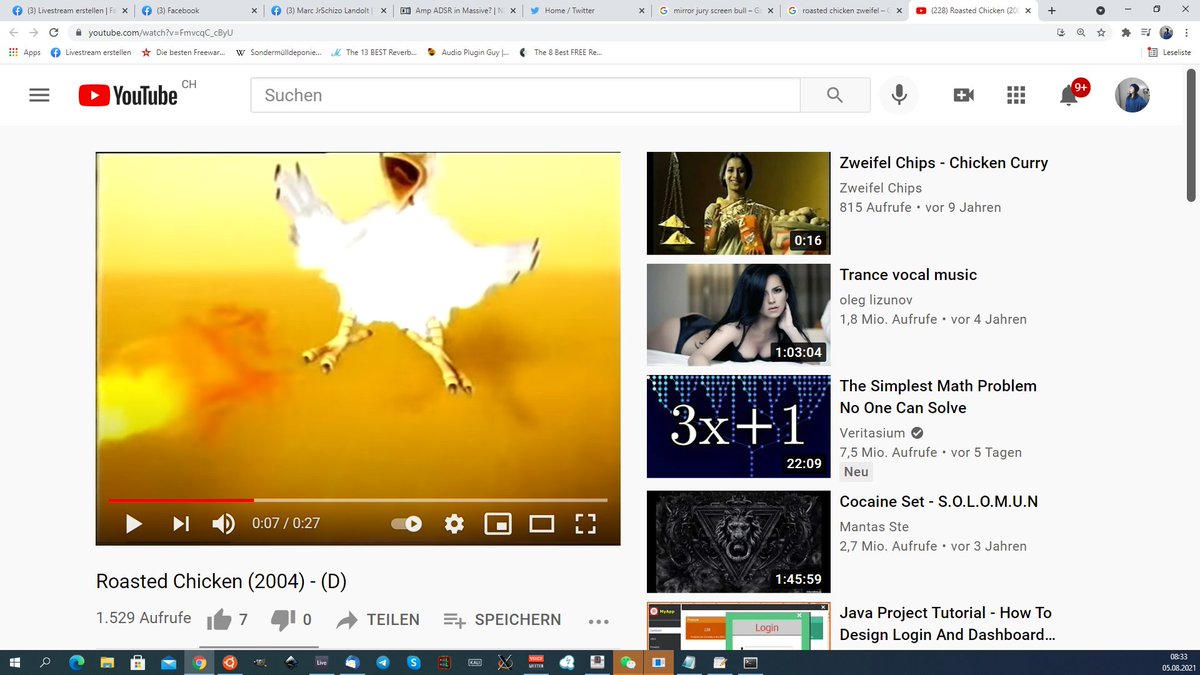 (3) Livestream erstellen | Fa
(3) Facebook
(3) Marc JrSchizo Landolt |
Amp ADSR in Massive? | N
Home / Twitter
mirror jury screen bull – G
roasted chicken zweifel – G
(228) Roasted Chicken (200
youtube.com/watch?v=FmvcqC_cByU
Apps
Livestream erstellen
Die besten Freewar...
Sondermülldeponie...
The 13 BEST Reverb...
Audio Plugin Guy |...
The 8 Best FREE Re...
Leseliste
YouTube CH
Suchen
9+
0:07 / 0:27
Roasted Chicken (2004) - (D)
1.529 Aufrufe
7
0
TEILEN
SPEICHERN
0:16
Zweifel Chips - Chicken Curry
Zweifel Chips
815 Aufrufe • vor 9 Jahren
1:03:04
Trance vocal music
oleg lizunov
1,8 Mio. Aufrufe • vor 4 Jahren
3x+1
22:09
The Simplest Math Problem
No One Can Solve
Veritasium
7,5 Mio. Aufrufe • vor 5 Tagen
Neu
1:45:59
Cocaine Set - S.O.L.O.M.U.N
Mantas Ste
2,7 Mio. Aufrufe • vor 3 Jahren
MyApp
Login
Java Project Tutorial - How To
Design Login And Dashboard...
Live
08:33
05.08.2021